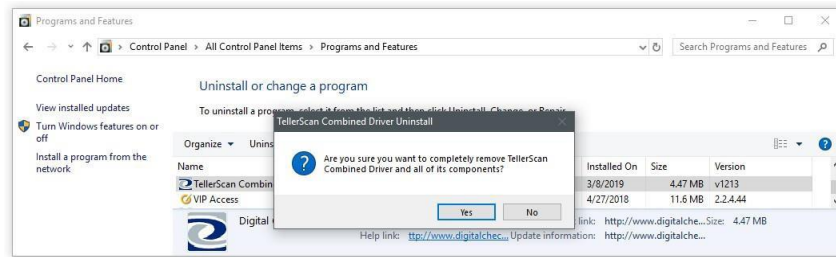 Programs and Features
Control Panel > All Control Panel Items > Programs and Features
Search Programs and Features
Control Panel Home
View installed updates
Turn Windows features on or
off
Install a program from the
network
Uninstall or change a program
To uninstall a program, select it from the list and then click Uninstall, Change, or Repair.
Organize Unins
TellerScan Combined Driver Uninstall
Are you sure you want to completely remove TellerScan
Combined Driver and all of its components?
Yes No
Name Installed On Size Version
TellerScan Combin 3/8/2019 4.47 MB v1213
VIP Access 4/27/2018 11.6 MB 2.2.4.44
Digital link: http://www.digitalche... Size: 4.47 MB
Help link: ttp://www.digitalchec... Update information: http://www.digitalche...